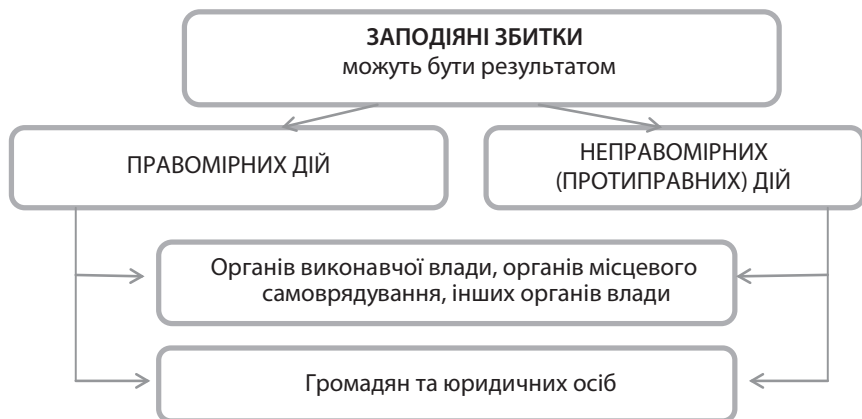 ЗАПОДІЯНІ ЗБИТКИ
можуть бути результатом
ПРАВОМІРНИХ ДІЙ
НЕПРАВОМІРНИХ
(ПРОТИПРАВНИХ) ДІЙ
Органів виконавчої влади, органів місцевого
самоврядування, інших органів влади
Громадян та юридичних осіб